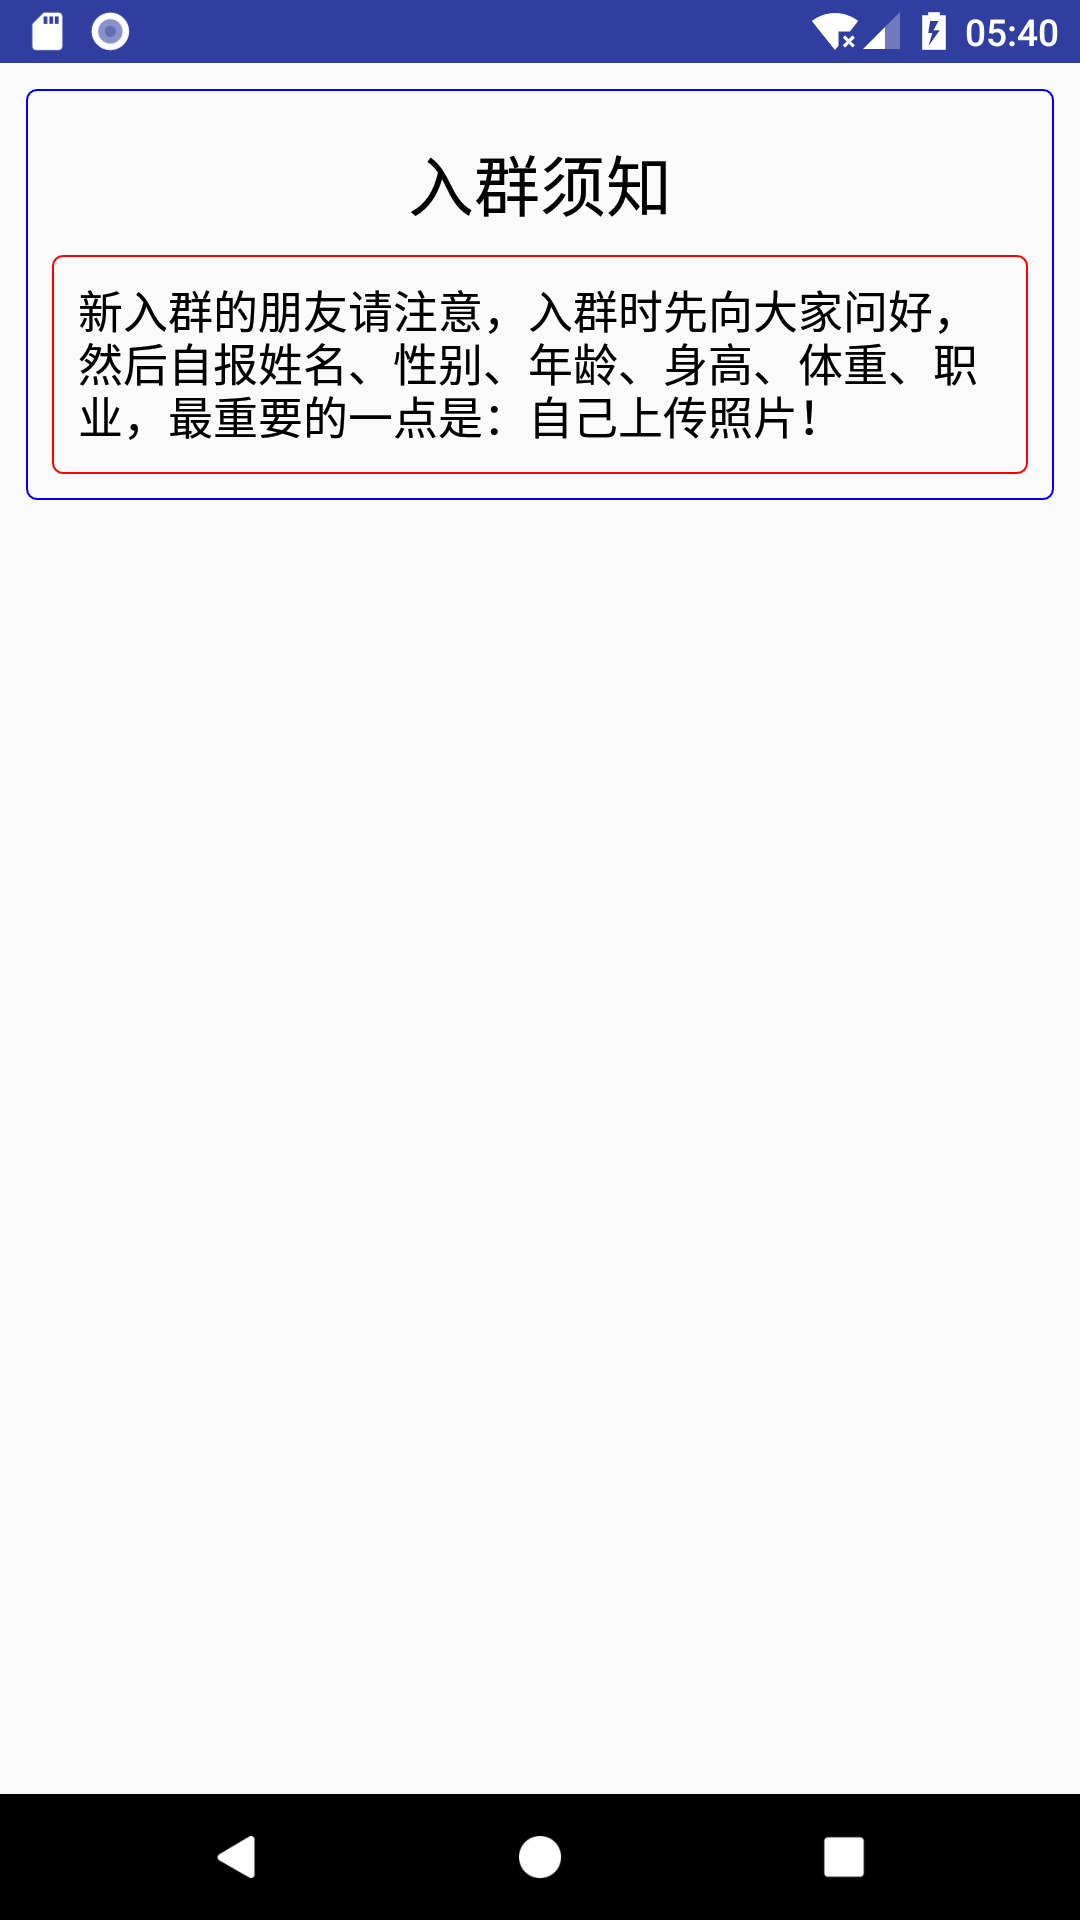 05:40
入群须知
新入群的朋友请注意，入群时先向大家问好，
然后自报姓名、性别、年龄、身高、体重、职
业，最重要的一点是：自己上传照片！